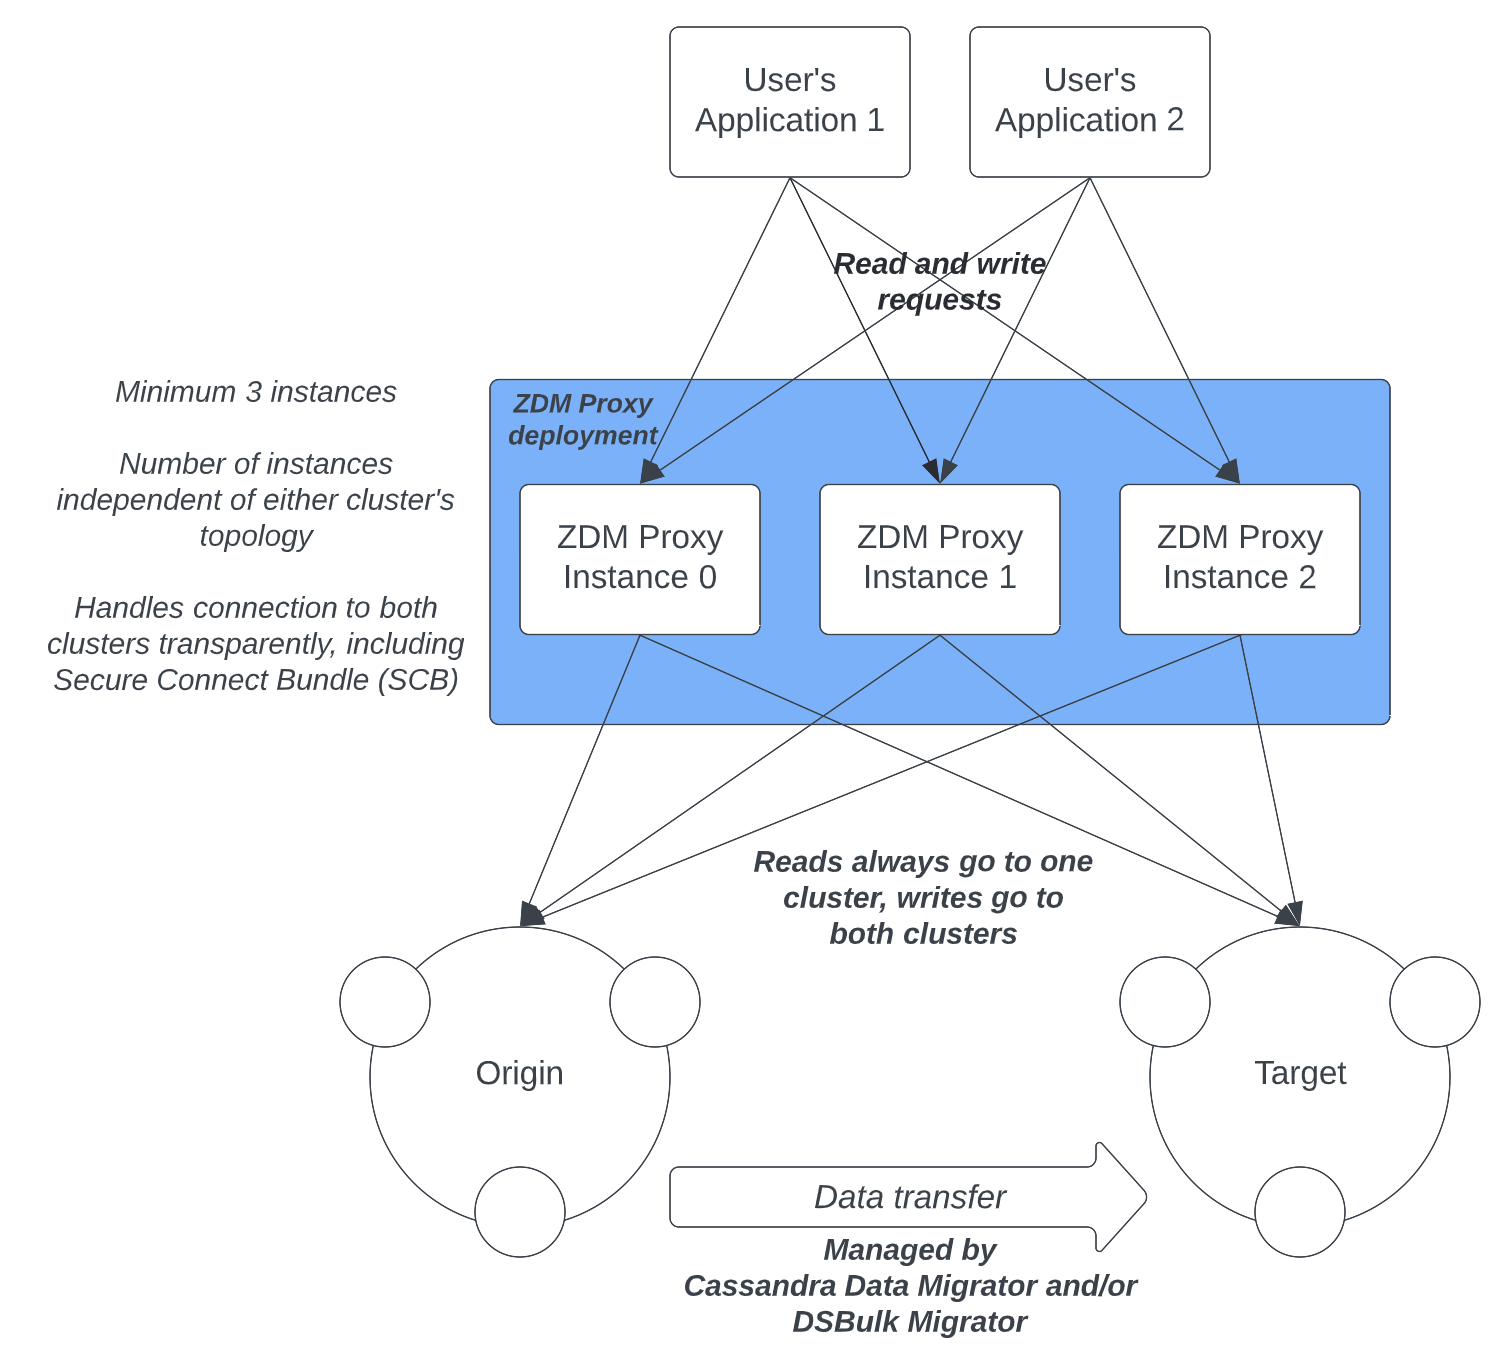 User's
Application 1
User's
Application 2
Read and write
requests
Minimum 3 instances
Number of instances
independent of either cluster's
topology
Handles connection to both
clusters transparently, including
Secure Connect Bundle (SCB)
ZDM Proxy
deployment
ZDM Proxy
Instance 0
ZDM Proxy
Instance 1
ZDM Proxy
Instance 2
Reads always go to one
cluster, writes go to
both clusters
Origin
Target
Data transfer
Managed by
Cassandra Data Migrator and/or
DSBulk Migrator